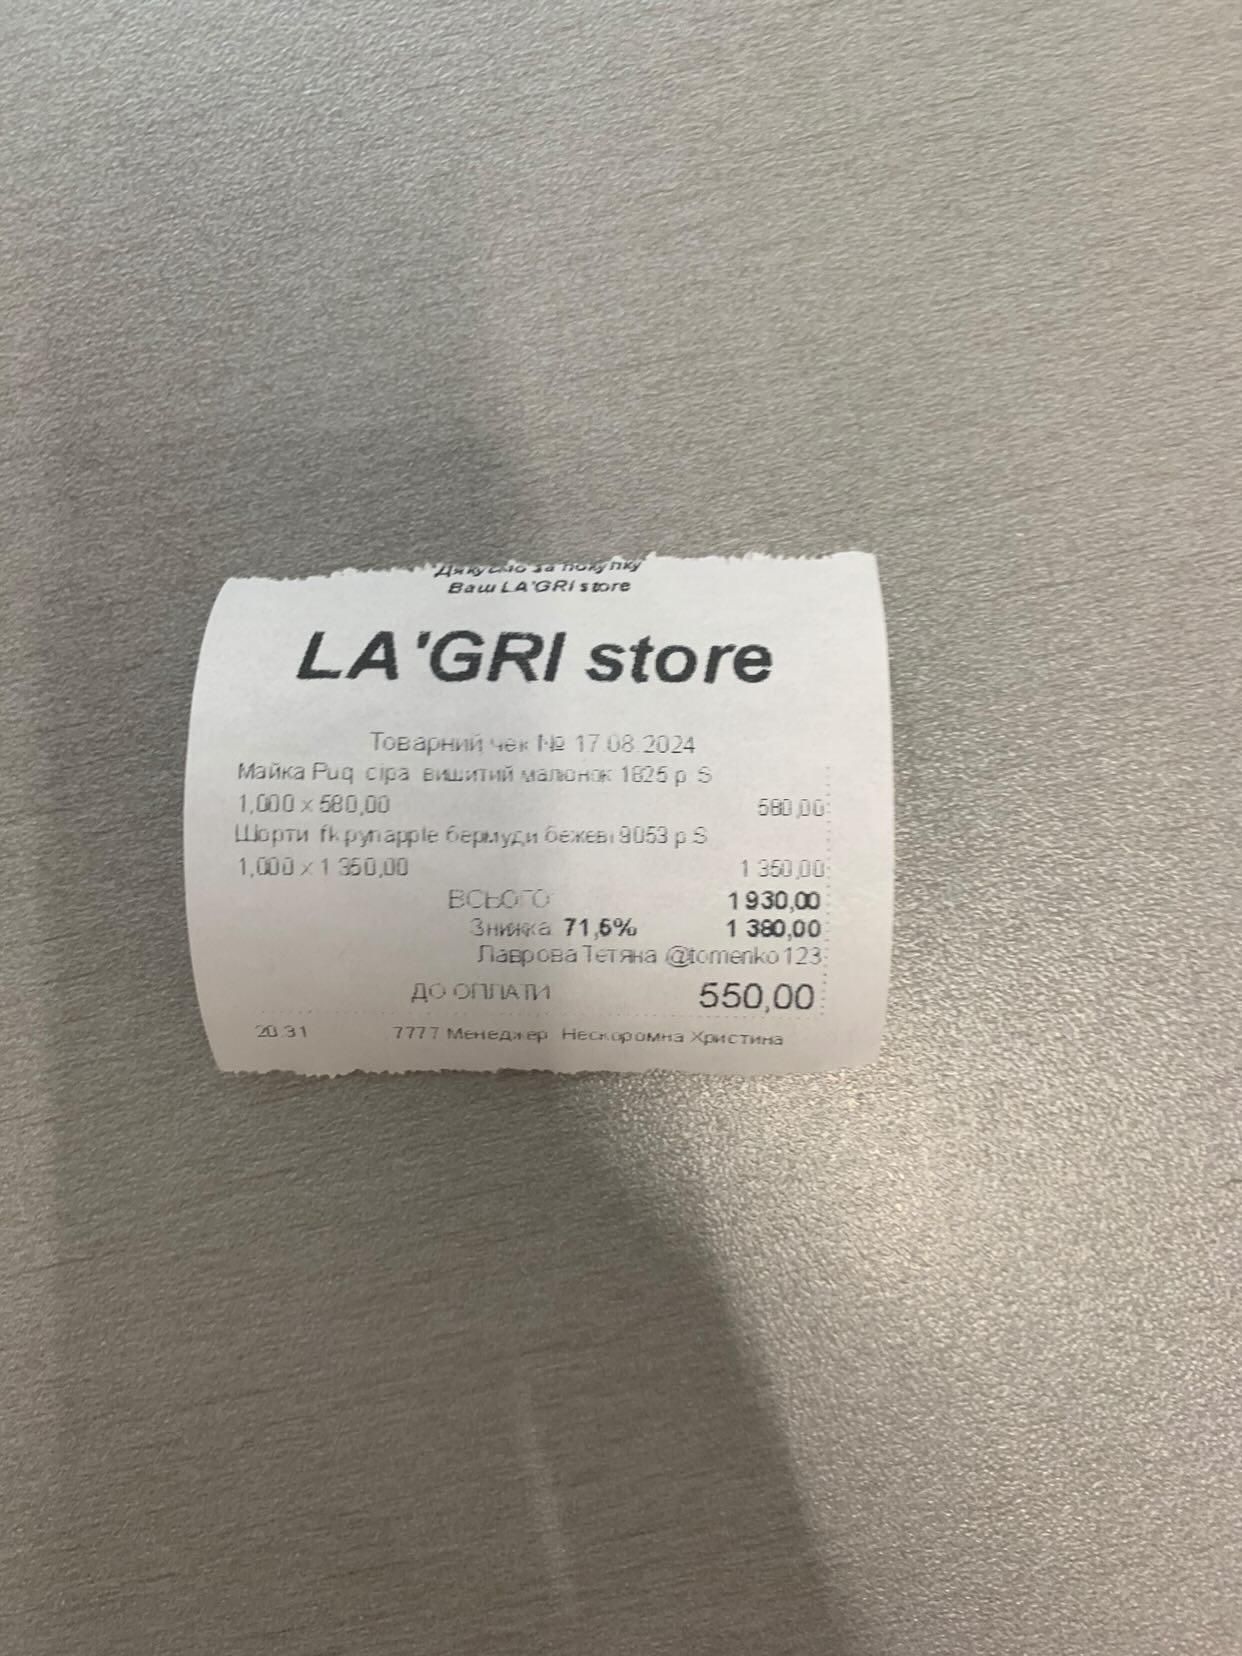 Дякуємо за покупку
Ваш LA'GRI store
LA'GRI store
Товарний чек № 17.08.2024
Майка Puq сіра вишитий малюнок 1825 р S
1,000 x 580,00 580,00
Шорти fk pynapple бермуди бежеві 9053 р S
1,000 x 1 350,00 1 350,00
ВСЬОГО 1 930,00
Знижка 71,5% 1 380,00
Лаврова Тетяна @tomenko123
ДО ОПЛАТИ 550,00
20:31 7777 Менеджер Нескоромна Христина